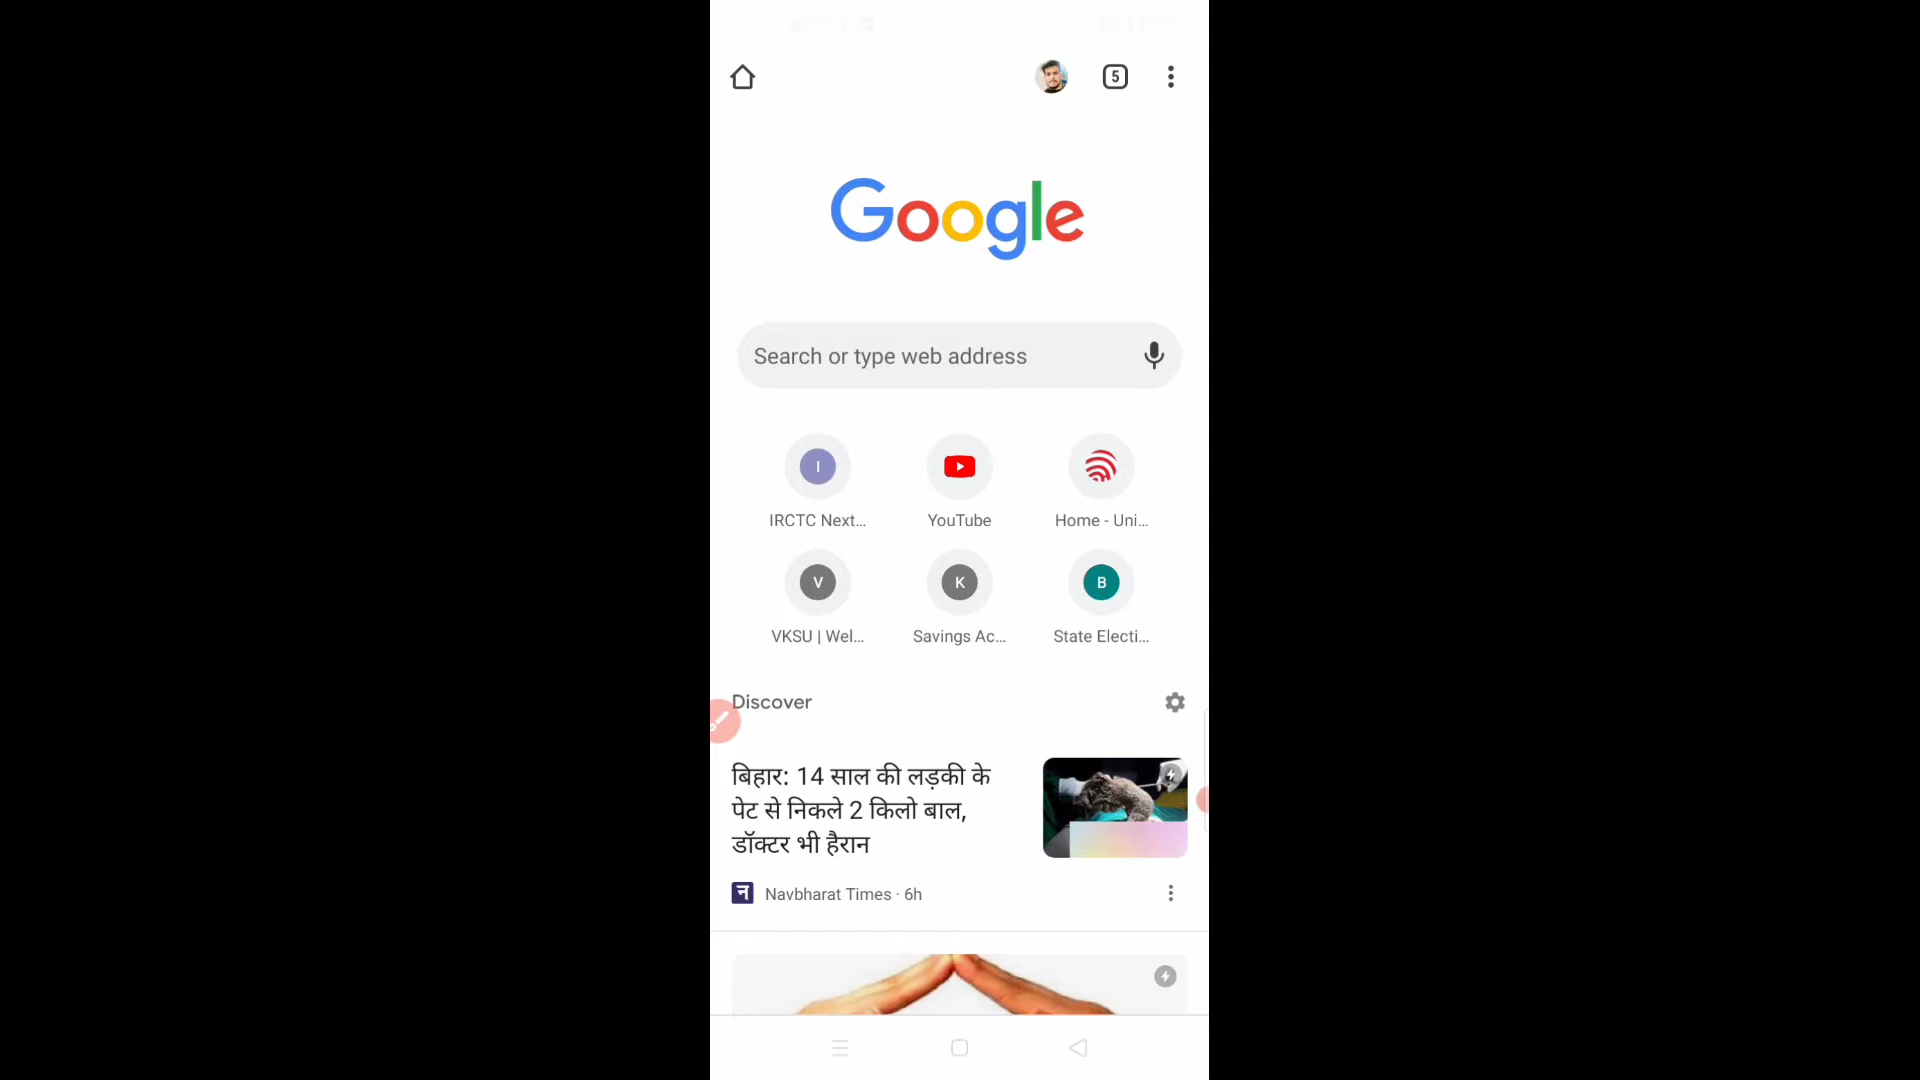 5
Google
Search or type web address
I
IRCTC Next...
YouTube
Home - Uni...
V
K
B
VKSU | Wel...
Savings Ac...
State Electi...
Discover
बिहार: 14 साल की लड़की के
पेट से निकले 2 किलो बाल,
डॉक्टर भी हैरान
न
Navbharat Times · 6h